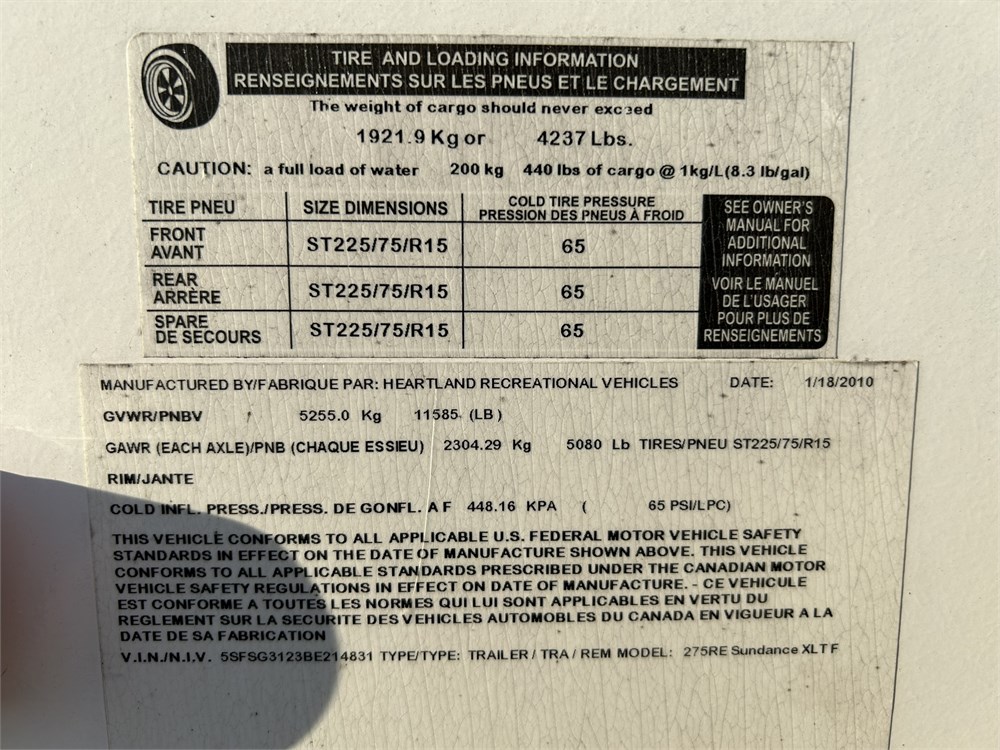 TIRE AND LOADING INFORMATION
RENSEIGNEMENTS SUR LES PNEUS ET LE CHARGEMENT
The weight of cargo should never exceed
1921.9 Kg or 4237 Lbs.
CAUTION: a full load of water 200 kg 440 lbs of cargo @ 1kg/L(8.3 lb/gal)
TIRE PNEU SIZE DIMENSIONS COLD TIRE PRESSURE
PRESSION DES PNEUS À FROID
FRONT
AVANT ST225/75/R15 65
REAR
ARRÈRE ST225/75/R15 65
SPARE
DE SECOURS ST225/75/R15 65
SEE OWNER'S
MANUAL FOR
ADDITIONAL
INFORMATION
VOIR LE MANUEL
DE L'USAGER
POUR PLUS DE
RENSEIGNEMENTS
MANUFACTURED BY/FABRIQUE PAR: HEARTLAND RECREATIONAL VEHICLES DATE: 1/18/2010
GVWR/PNBV 5255.0 Kg 11585 (LB)
GAWR (EACH AXLE)/PNB (CHAQUE ESSIEU) 2304.29 Kg 5080 Lb TIRES/PNEU ST225/75/R15
RIM/JANTE
COLD INFL. PRESS./PRESS. DE GONFL. A F 448.16 KPA ( 65 PSI/LPC)
THIS VEHICLE CONFORMS TO ALL APPLICABLE U.S. FEDERAL MOTOR VEHICLE SAFETY
STANDARDS IN EFFECT ON THE DATE OF MANUFACTURE SHOWN ABOVE. THIS VEHICLE
CONFORMS TO ALL APPLICABLE STANDARDS PRESCRIBED UNDER THE CANADIAN MOTOR
VEHICLE SAFETY REGULATIONS IN EFFECT ON DATE OF MANUFACTURE. - CE VEHICULE
EST CONFORME A TOUTES LES NORMES QUI LUI SONT APPLICABLES EN VERTU DU
REGLEMENT SUR LA SECURITE DES VEHICLES AUTOMOBILES DU CANADA EN VIGUEUR A LA
DATE DE SA FABRICATION
V.I.N./N.I.V. 5SFSG3123BE214831 TYPE/TYPE: TRAILER / TRA / REM MODEL: 275RE Sundance XLT F